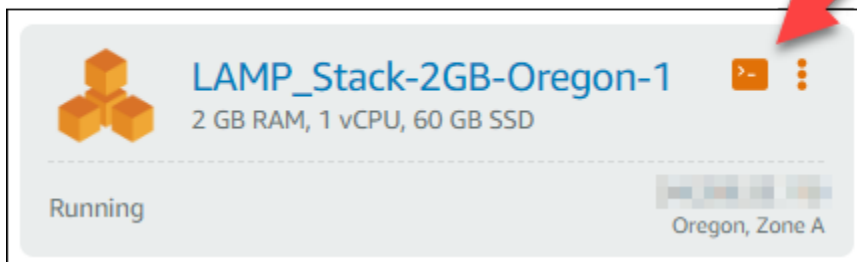 LAMP_Stack-2GB-Oregon-1
2 GB RAM, 1 vCPU, 60 GB SSD
Running
Oregon, Zone A